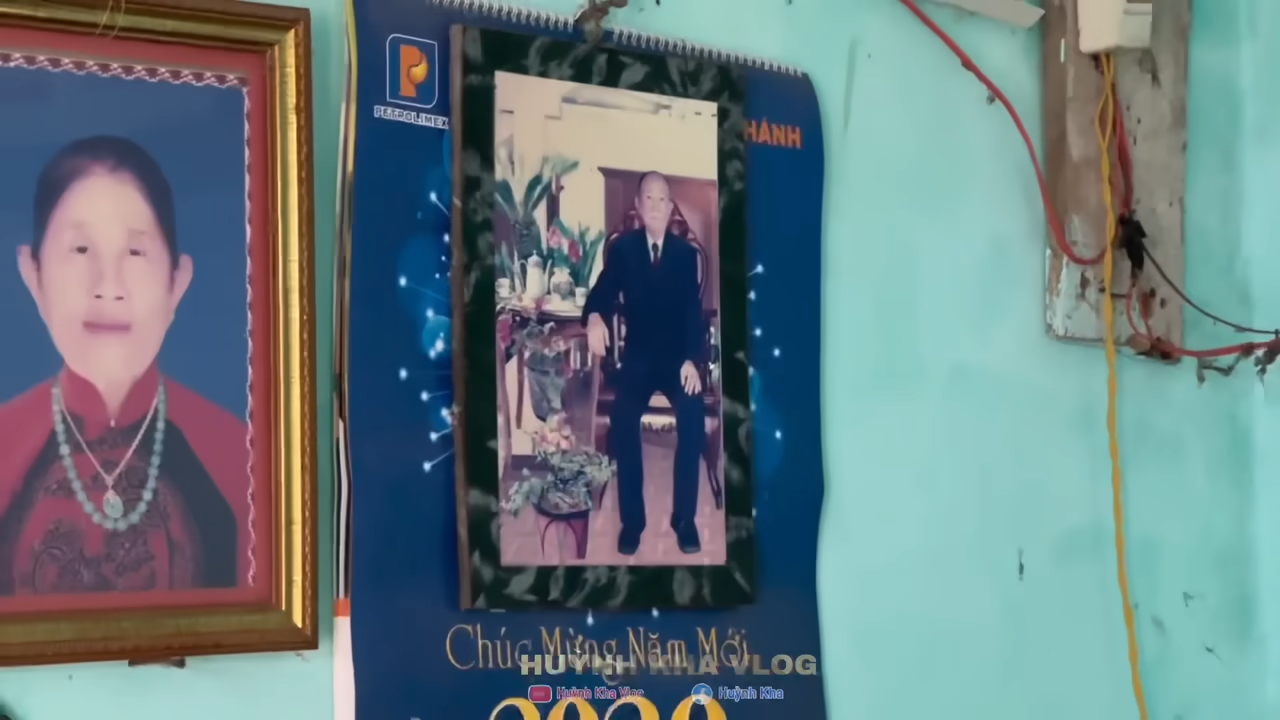 PETROLIMEX
HÁNH
Chúc Mừng Năm Mới
HUỲNH KHA VLOG
Huỳnh Kha Vlog
Huỳnh Kha